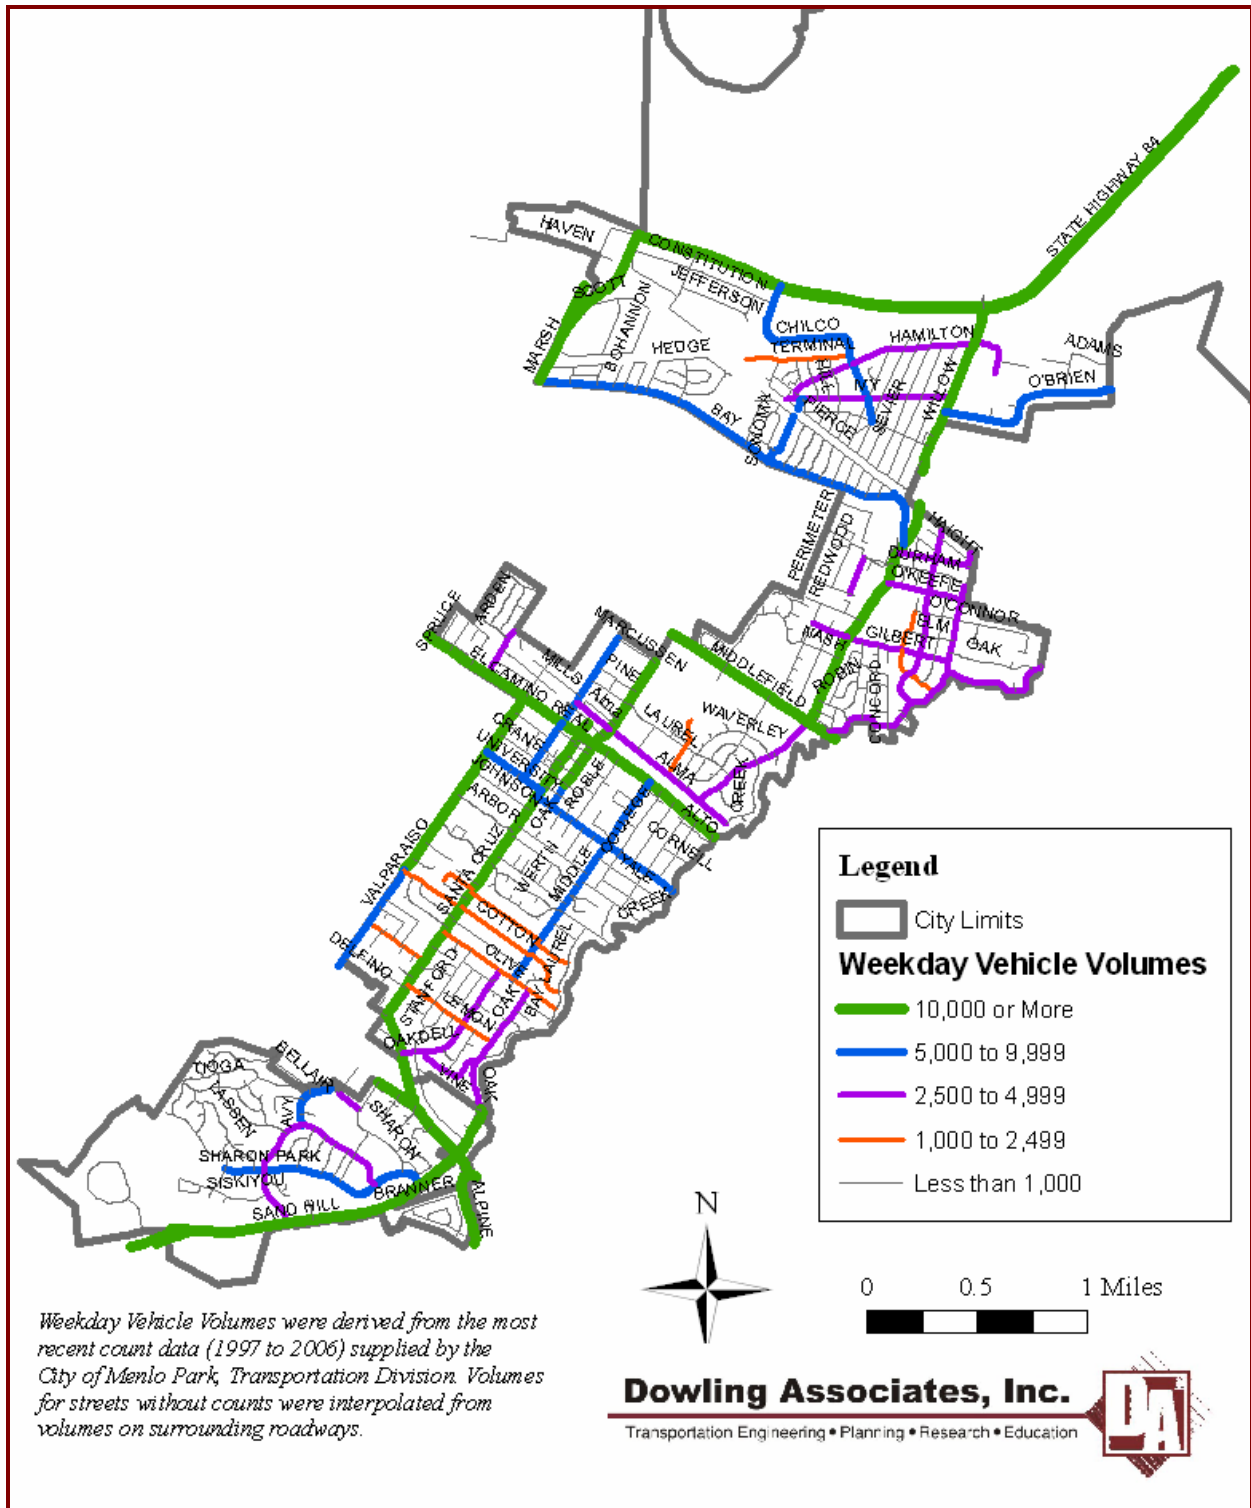 STATE HIGHWAY 84
HAVEN
CONSTITUTION
JEFFERSON
SCOTT
BOHANNON
MARSH
HEDGE
CHILCO
TERMINAL
HAMILTON
ADAMS
O'BRIEN
IVY
SEVIER
WILLOW
PIERCE
BAY
SONOMA
PERIMETER
REDWOOD
HAIGHT
DURHAM
O'KEEFE
O'CONNOR
ELM
GILBERT
OAK
NASH
ROBIN
CONCORD
MIDDLEFIELD
SPRUCE
ARDEN
MARCUSSEN
MILLS
PINE
EL CAMINO REAL
Alma
LAUREL
WAVERLEY
ALMA
CREEK
ALTO
CRANE
UNIVERSITY
JOHNSON
ROBLE
OAK
ARBOR
COLLEGE
CORNELL
YALE
CREEK
VALPARAISO
SANTA CRUZ
WERTH
MIDDLE
COTTON
OLIVE
BAY LAUREL
DELFINO
STANFORD
OAK
LEMON
OAKDELL
VINE
OAK
TIOGA
BELLAIR
LASSEN
AVY
SHARON
SHARON PARK
SISKIYOU
BRANNER
SAND HILL
ALPINE
Legend
City Limits
Weekday Vehicle Volumes
10,000 or More
5,000 to 9,999
2,500 to 4,999
1,000 to 2,499
Less than 1,000
N
0 0.5 1 Miles
Weekday Vehicle Volumes were derived from the most
recent count data (1997 to 2006) supplied by the
City of Menlo Park, Transportation Division. Volumes
for streets without counts were interpolated from
volumes on surrounding roadways.
Dowling Associates, Inc.
Transportation Engineering • Planning • Research • Education
DA